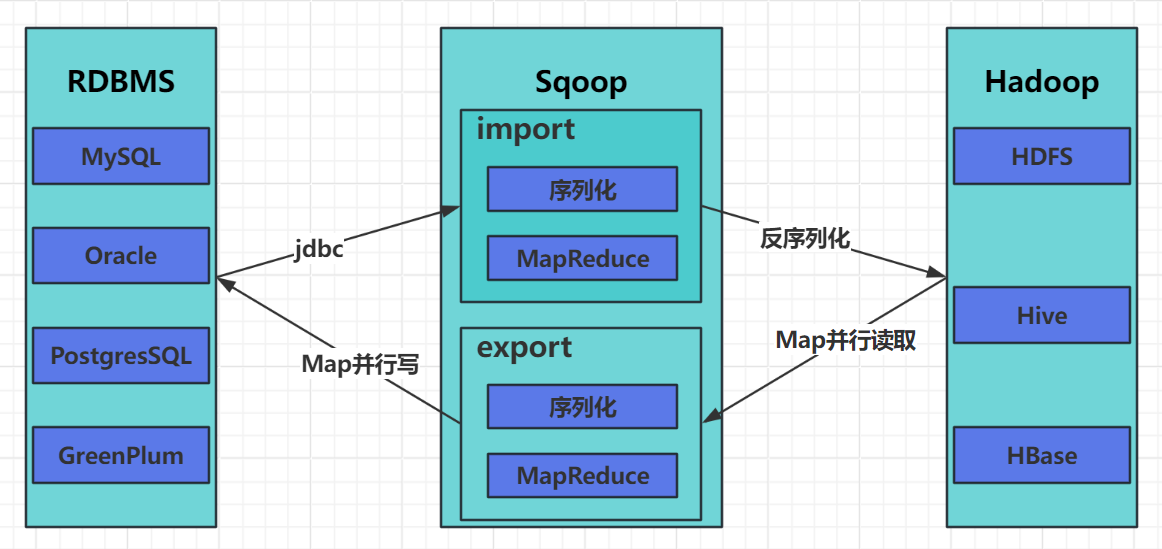 RDBMS
MySQL
Oracle
PostgresSQL
GreenPlum
jdbc
Map并行写
Sqoop
import
序列化
MapReduce
export
序列化
MapReduce
反序列化
Map并行读取
Hadoop
HDFS
Hive
HBase